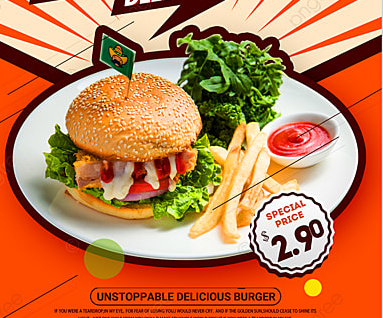 SPECIAL
PRICE
$2.90
UNSTOPPABLE DELICIOUS BURGER
IF YOU WERE A TEARDROP;IN MY EYE, FOR FEAR OF LOSING YOU,I WOULD NEVER CRY. AND IF THE GOLDEN SUN,SHOULD CEASE TO SHINE ITS